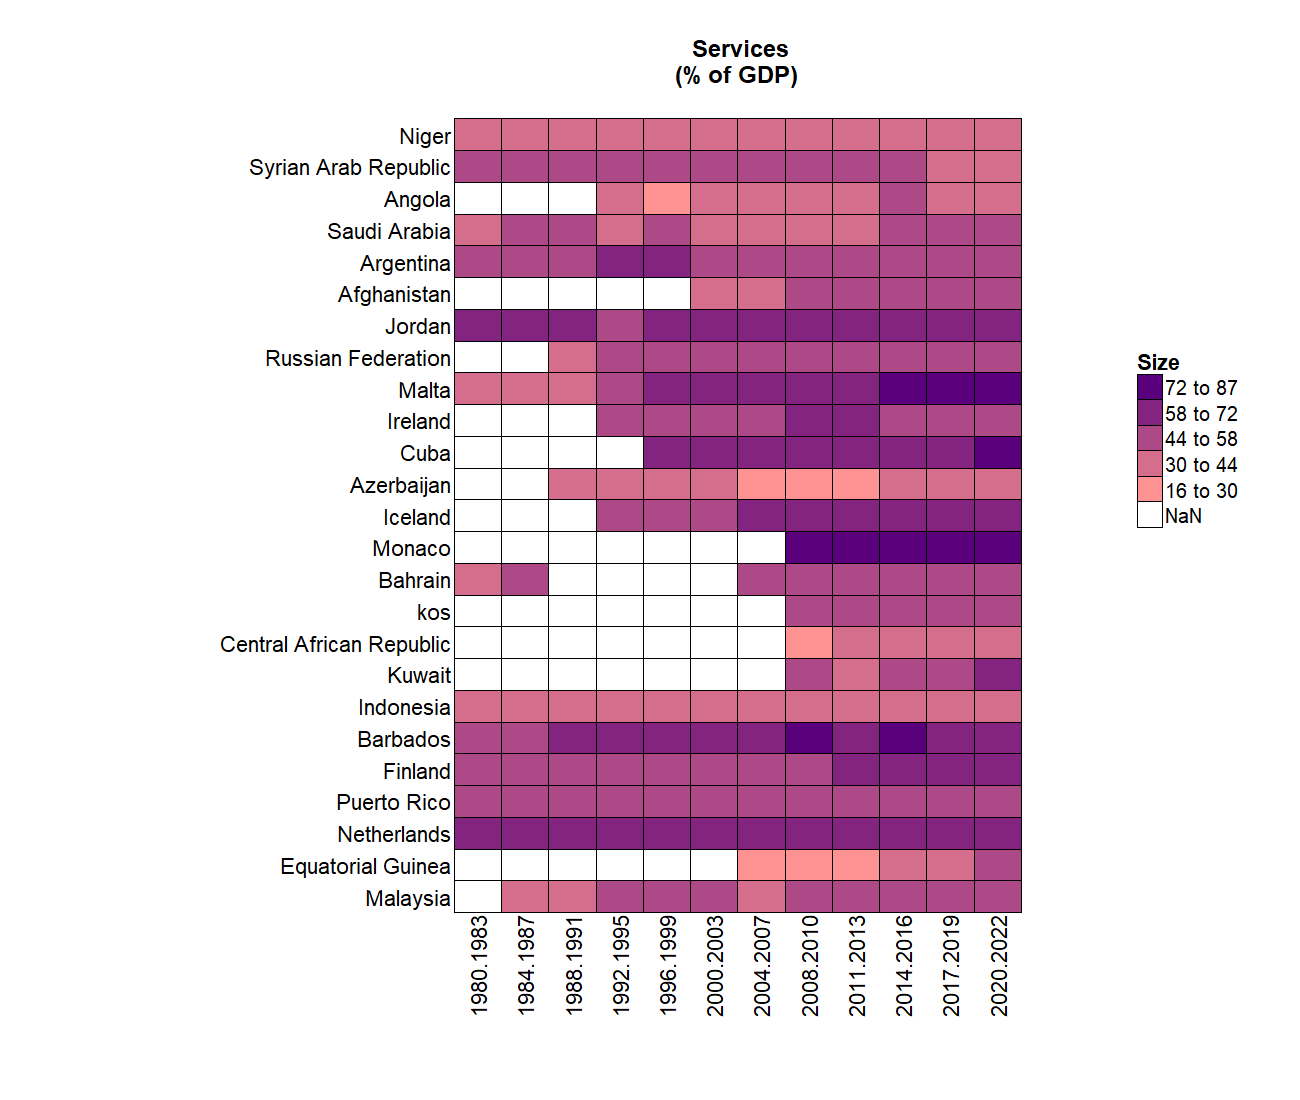 Services
(% of GDP)
Niger
Syrian Arab Republic
Angola
Saudi Arabia
Argentina
Afghanistan
Jordan
Russian Federation
Malta
Ireland
Cuba
Azerbaijan
Iceland
Monaco
Bahrain
kos
Central African Republic
Kuwait
Indonesia
Barbados
Finland
Puerto Rico
Netherlands
Equatorial Guinea
Malaysia
1980.1983
1984.1987
1988.1991
1992.1995
1996.1999
2000.2003
2004.2007
2008.2010
2011.2013
2014.2016
2017.2019
2020.2022
Size
72 to 87
58 to 72
44 to 58
30 to 44
16 to 30
NaN